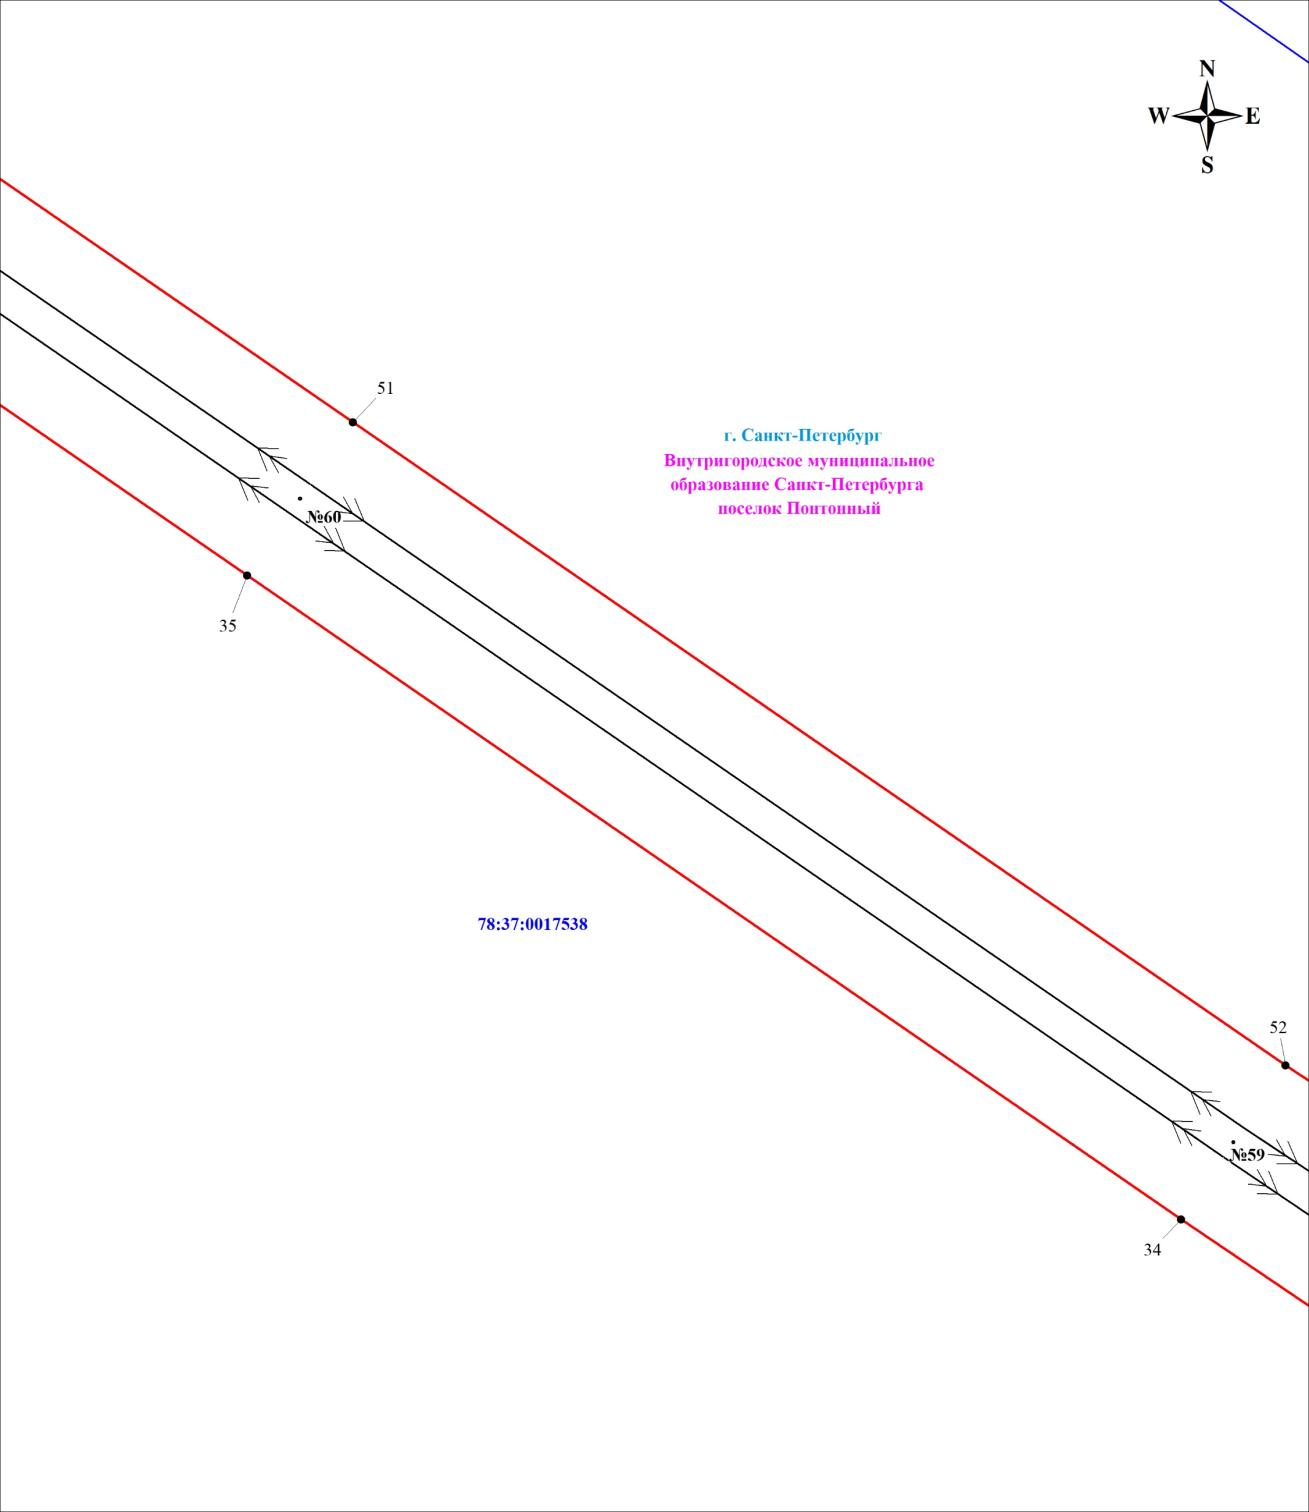 N
W E
S
51
г. Санкт-Петербург
Внутригородское муниципальное
образование Санкт-Петербурга
поселок Понтонный
№60
35
78:37:0017538
52
№59
34